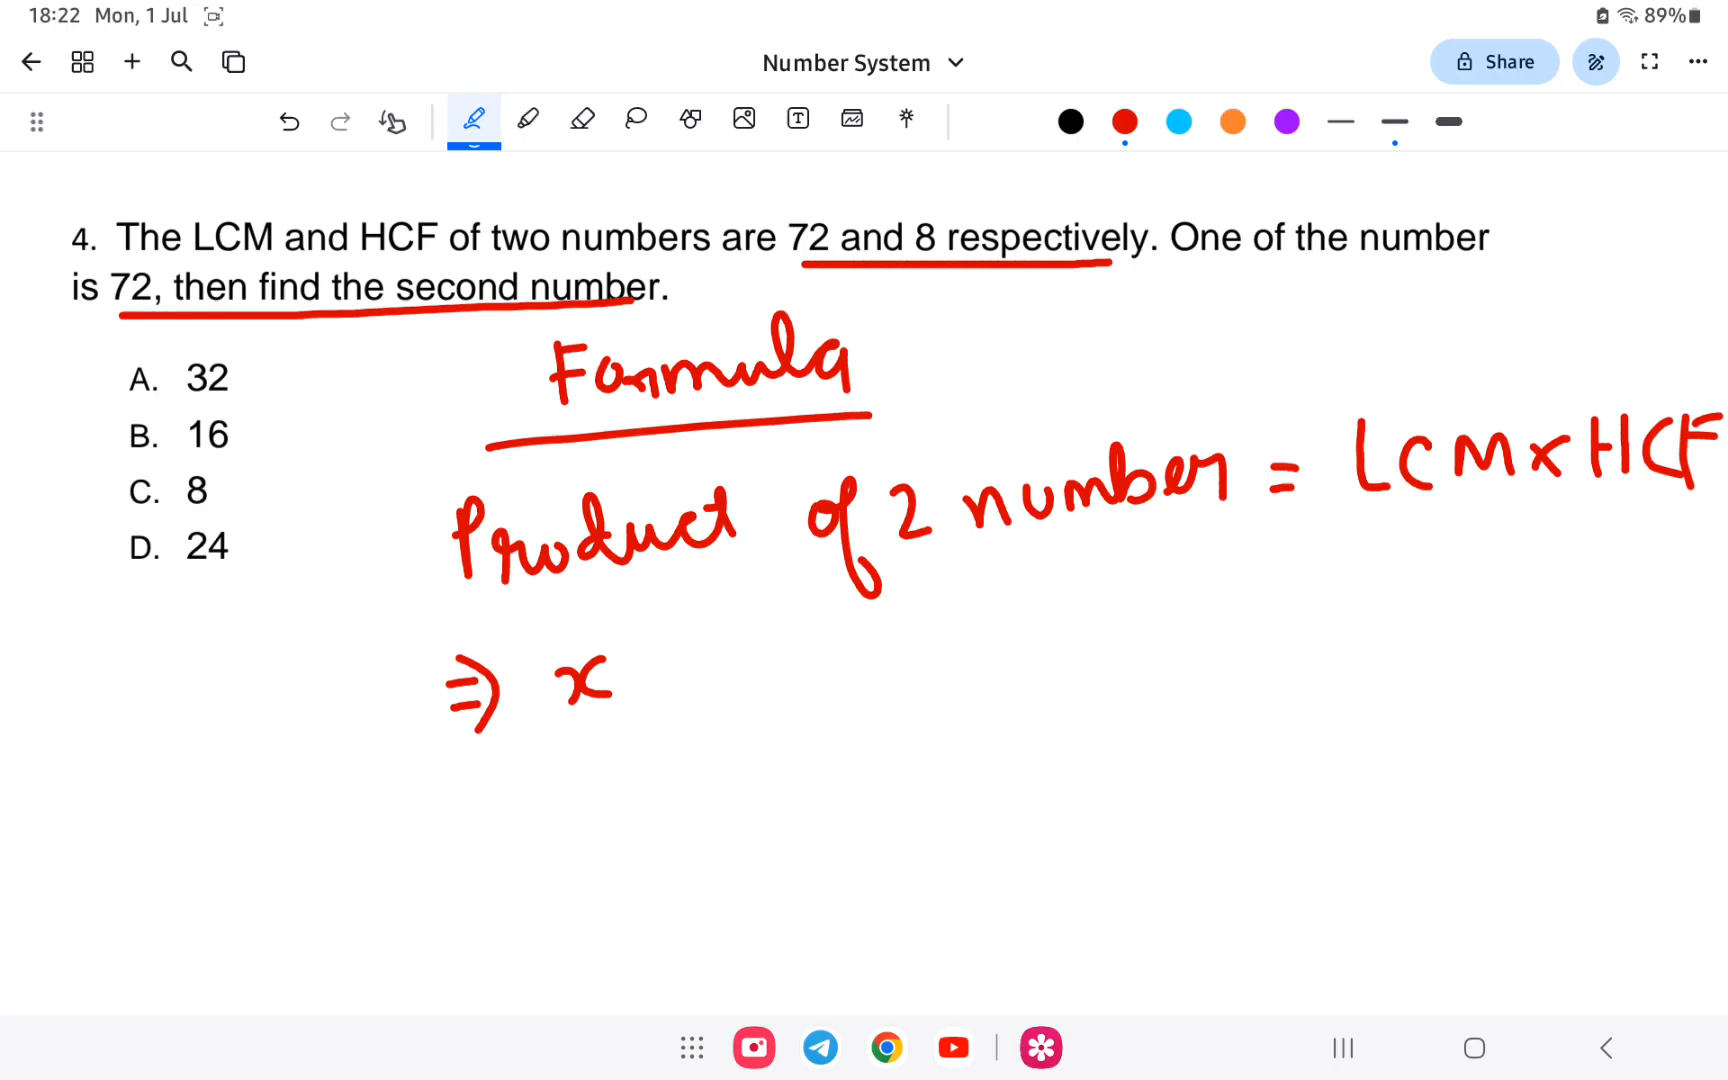 18:22 Mon, 1 Jul 89%
Number System
Share
4. The LCM and HCF of two numbers are 72 and 8 respectively. One of the number
is 72, then find the second number.
A. 32
B. 16
C. 8
D. 24
Formula
Product of 2 number = LCM x HCF
⇒ x